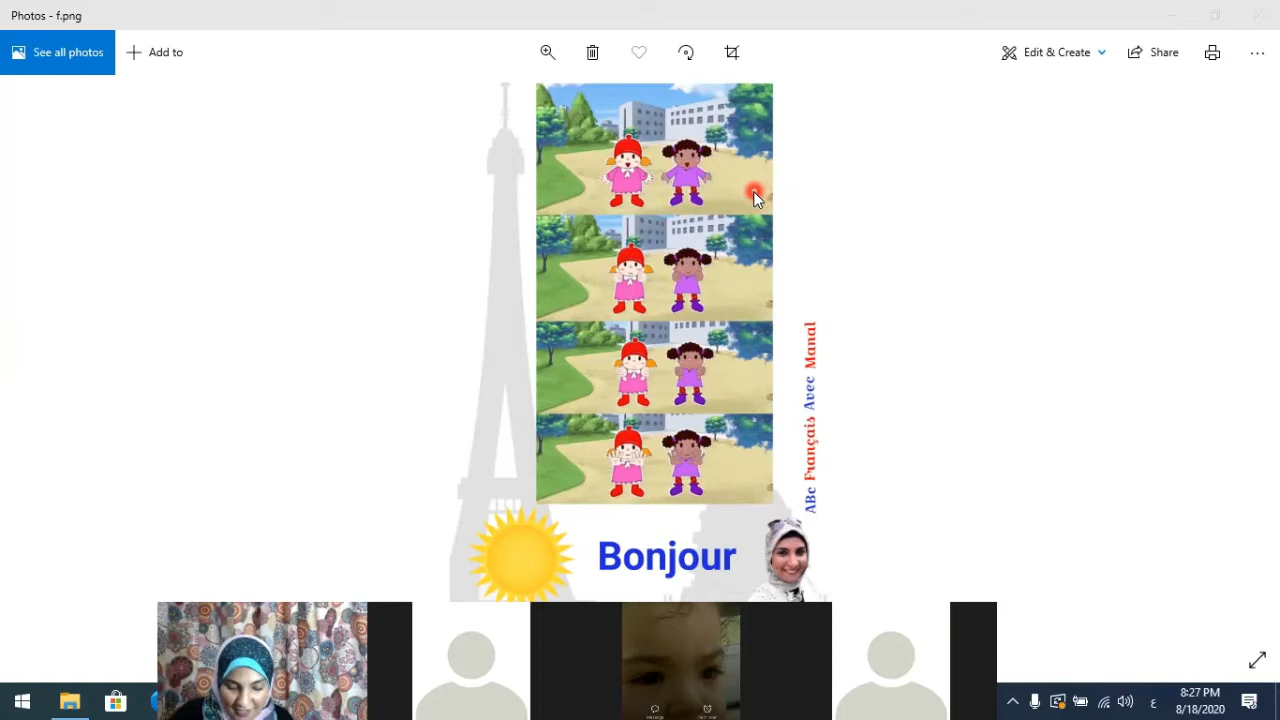 Photos - f.png
See all photos
Add to
Edit & Create
Share
ABc Français Avec Manal
Bonjour
8:27 PM
8/18/2020
ع